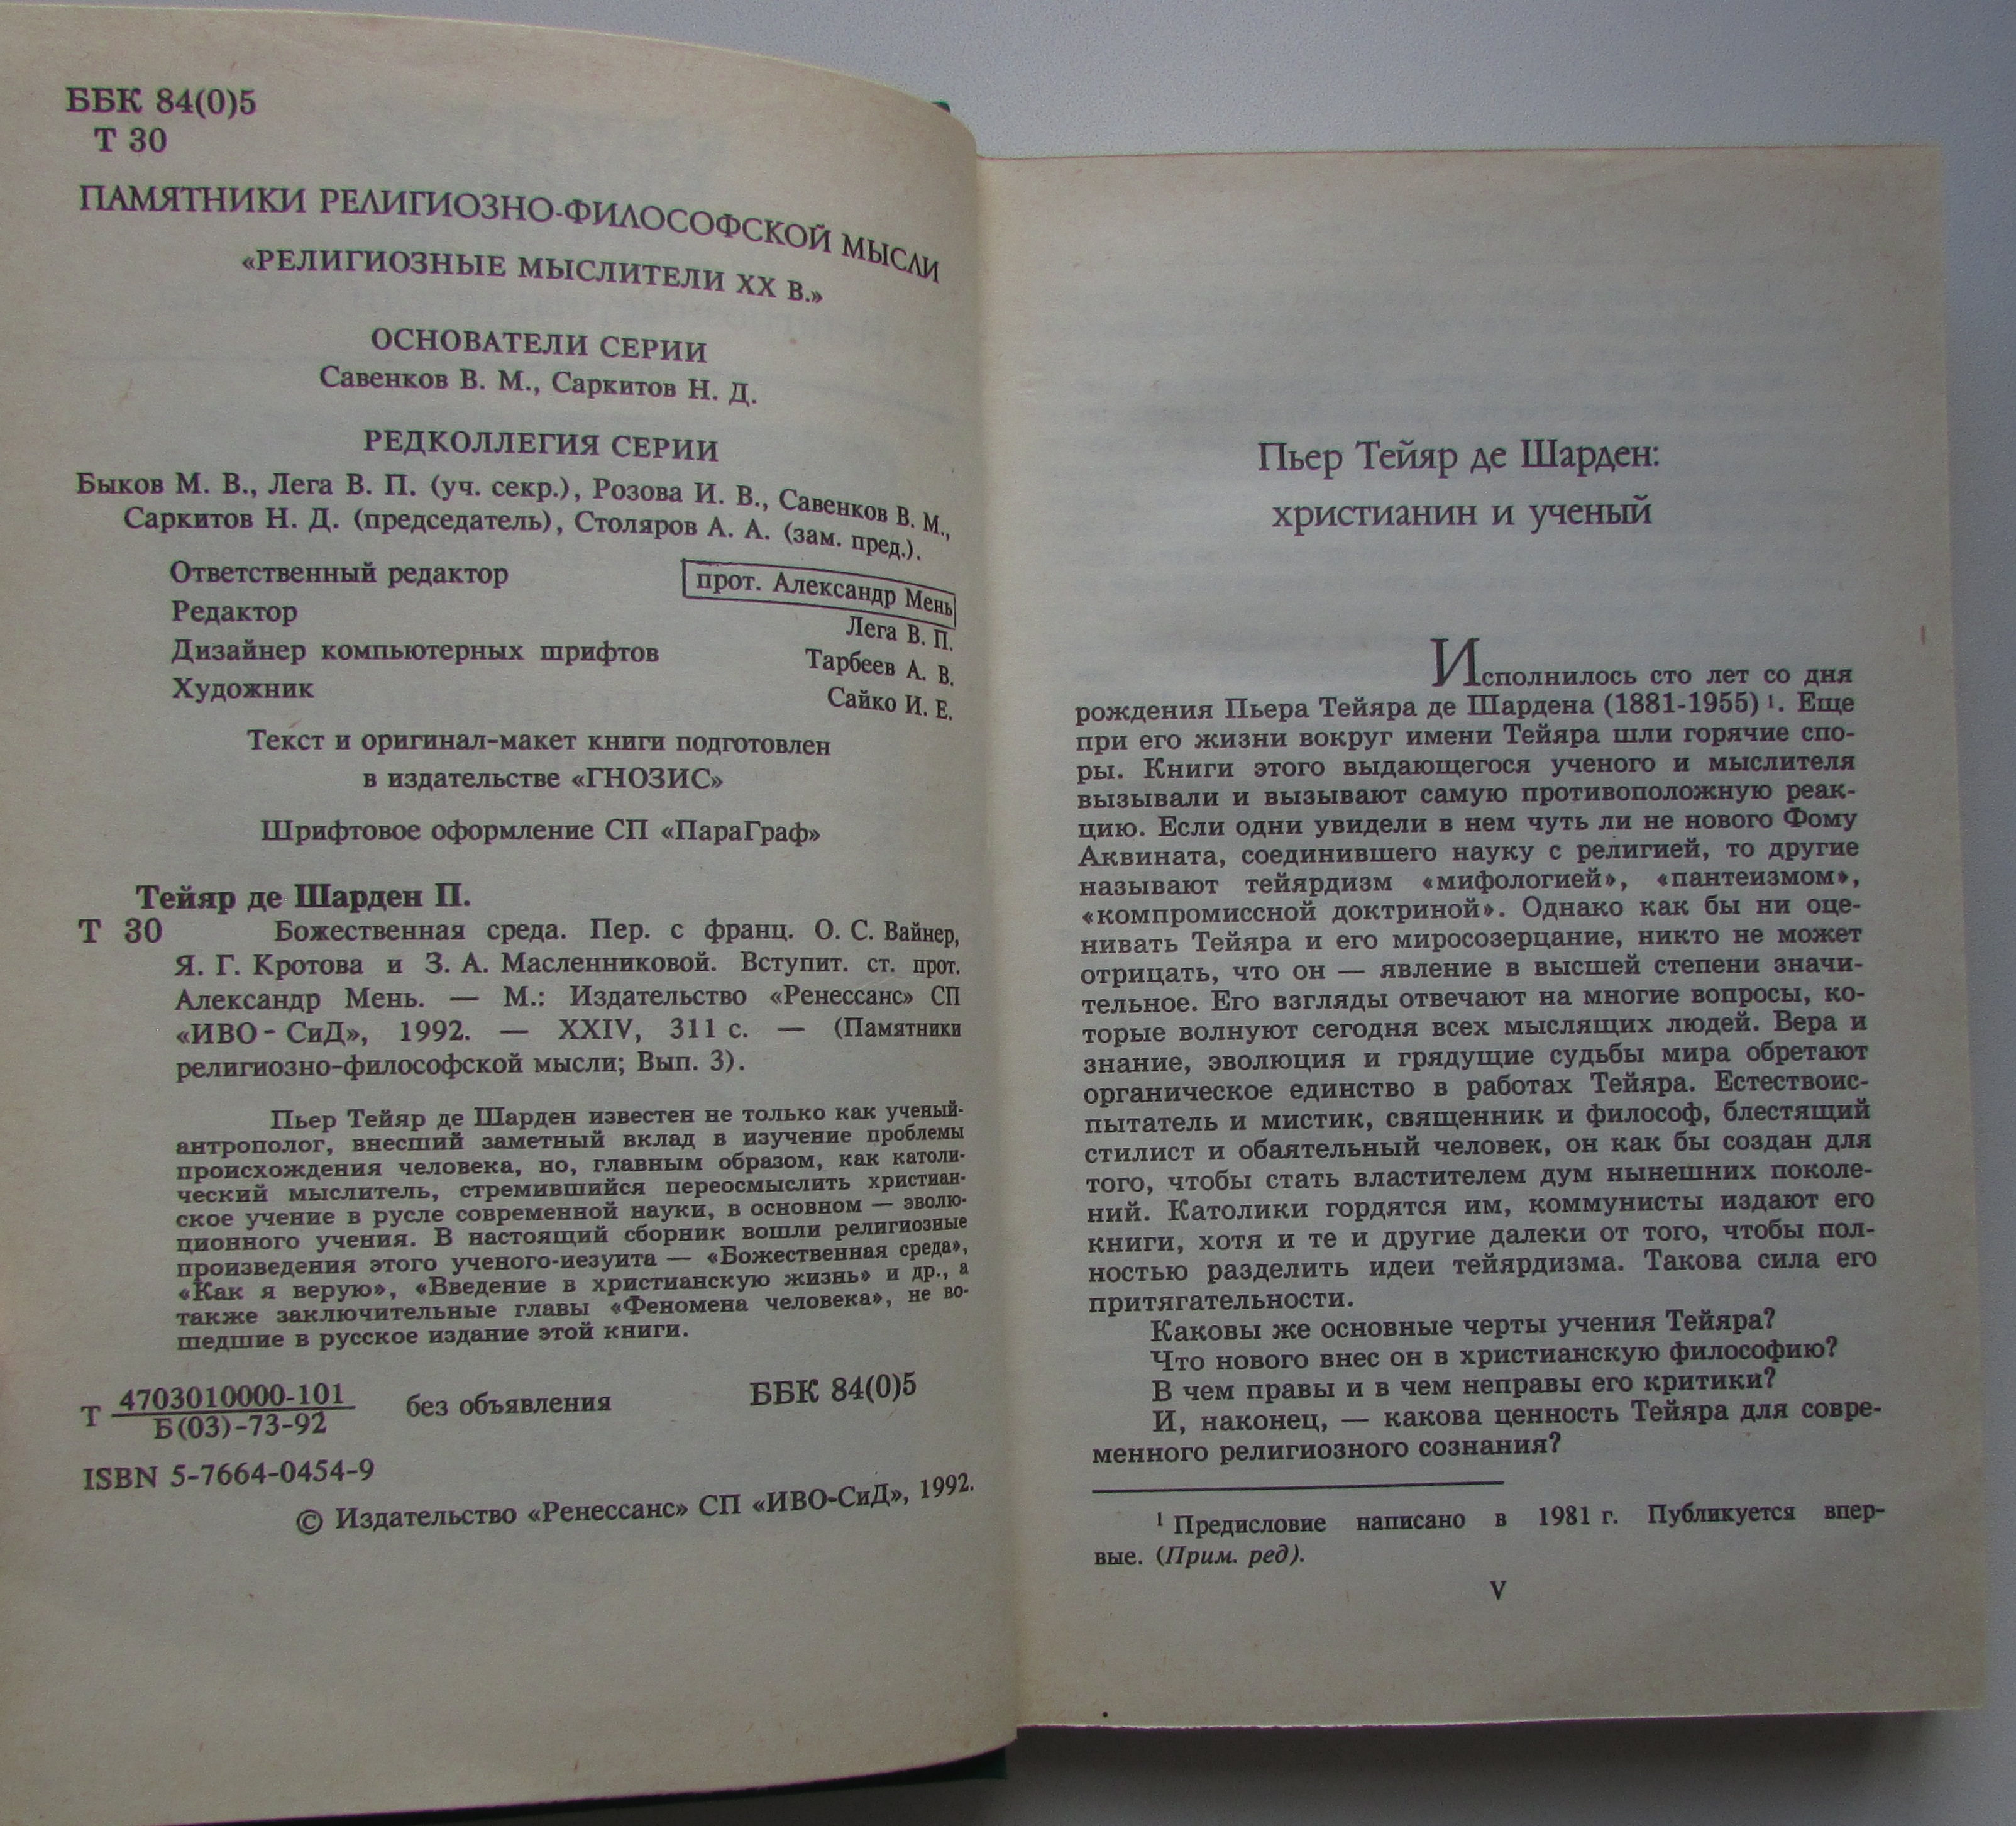 ББК 84(0)5
Т 30
ПАМЯТНИКИ РЕЛИГИОЗНО-ФИЛОСОФСКОЙ МЫСЛИ
«РЕЛИГИОЗНЫЕ МЫСЛИТЕЛИ XX В.»
ОСНОВАТЕЛИ СЕРИИ
Савенков В. М., Саркитов Н. Д.
РЕДКОЛЛЕГИЯ СЕРИИ
Быков М. В., Лега В. П. (уч. секр.), Розова И. В., Савенков В. М.,
Саркитов Н. Д. (председатель), Столяров А. А. (зам. пред.).
Ответственный редактор прот. Александр Мень
Редактор Лега В. П.
Дизайнер компьютерных шрифтов Тарбеев А. В.
Художник Сайко И. Е.
Текст и оригинал-макет книги подготовлен
в издательстве «ГНОЗИС»
Шрифтовое оформление СП «ПараГраф»
Тейяр де Шарден П.
Т 30 Божественная среда. Пер. с франц. О. С. Вайнер,
Я. Г. Кротова и З. А. Масленниковой. Вступит. ст. прот.
Александр Мень. — М.: Издательство «Ренессанс» СП
«ИВО - СиД», 1992. — XXIV, 311 с. — (Памятники
религиозно-философской мысли; Вып. 3).
Пьер Тейяр де Шарден известен не только как ученый-
антрополог, внесший заметный вклад в изучение проблемы
происхождения человека, но, главным образом, как католи-
ческий мыслитель, стремившийся переосмыслить христиан-
ское учение в русле современной науки, в основном — эволю-
ционного учения. В настоящий сборник вошли религиозные
произведения этого ученого-иезуита — «Божественная среда»,
«Как я верую», «Введение в христианскую жизнь» и др., а
также заключительные главы «Феномена человека», не во-
шедшие в русское издание этой книги.
Т 4703010000-101 без объявления ББК 84(0)5
Б(03)-73-92
ISBN 5-7664-0454-9
© Издательство «Ренессанс» СП «ИВО-СиД», 1992.
Пьер Тейяр де Шарден:
христианин и ученый
Исполнилось сто лет со дня
рождения Пьера Тейяра де Шардена (1881-1955) ¹. Еще
при его жизни вокруг имени Тейяра шли горячие спо-
ры. Книги этого выдающегося ученого и мыслителя
вызывали и вызывают самую противоположную реак-
цию. Если одни увидели в нем чуть ли не нового Фому
Аквината, соединившего науку с религией, то другие
называют тейярдизм «мифологией», «пантеизмом»,
«компромиссной доктриной». Однако как бы ни оце-
нивать Тейяра и его миросозерцание, никто не может
отрицать, что он — явление в высшей степени значи-
тельное. Его взгляды отвечают на многие вопросы, ко-
торые волнуют сегодня всех мыслящих людей. Вера и
знание, эволюция и грядущие судьбы мира обретают
органическое единство в работах Тейяра. Естествоис-
пытатель и мистик, священник и философ, блестящий
стилист и обаятельный человек, он как бы создан для
того, чтобы стать властителем дум нынешних поколе-
ний. Католики гордятся им, коммунисты издают его
книги, хотя и те и другие далеки от того, чтобы пол-
ностью разделить идеи тейярдизма. Такова сила его
притягательности.
Каковы же основные черты учения Тейяра?
Что нового внес он в христианскую философию?
В чем правы и в чем неправы его критики?
И, наконец, — какова ценность Тейяра для совре-
менного религиозного сознания?
¹ Предисловие написано в 1981 г. Публикуется впер-
вые. (Прим. ред).
V